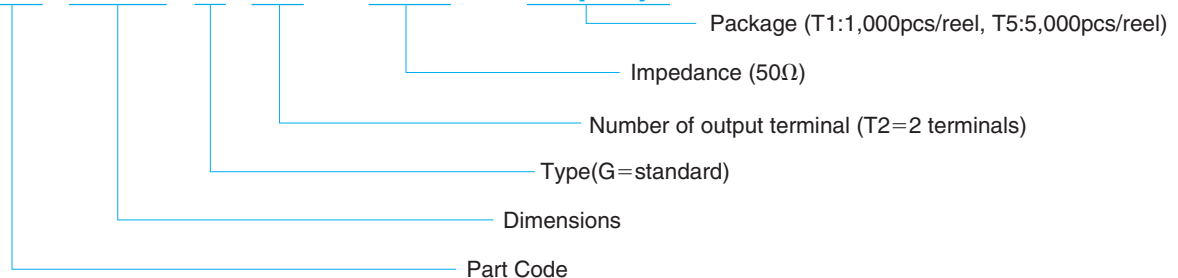 Package (T1:1,000pcs/reel, T5:5,000pcs/reel)
Impedance (50Ω)
Number of output terminal (T2=2 terminals)
Type(G=standard)
Dimensions
Part Code